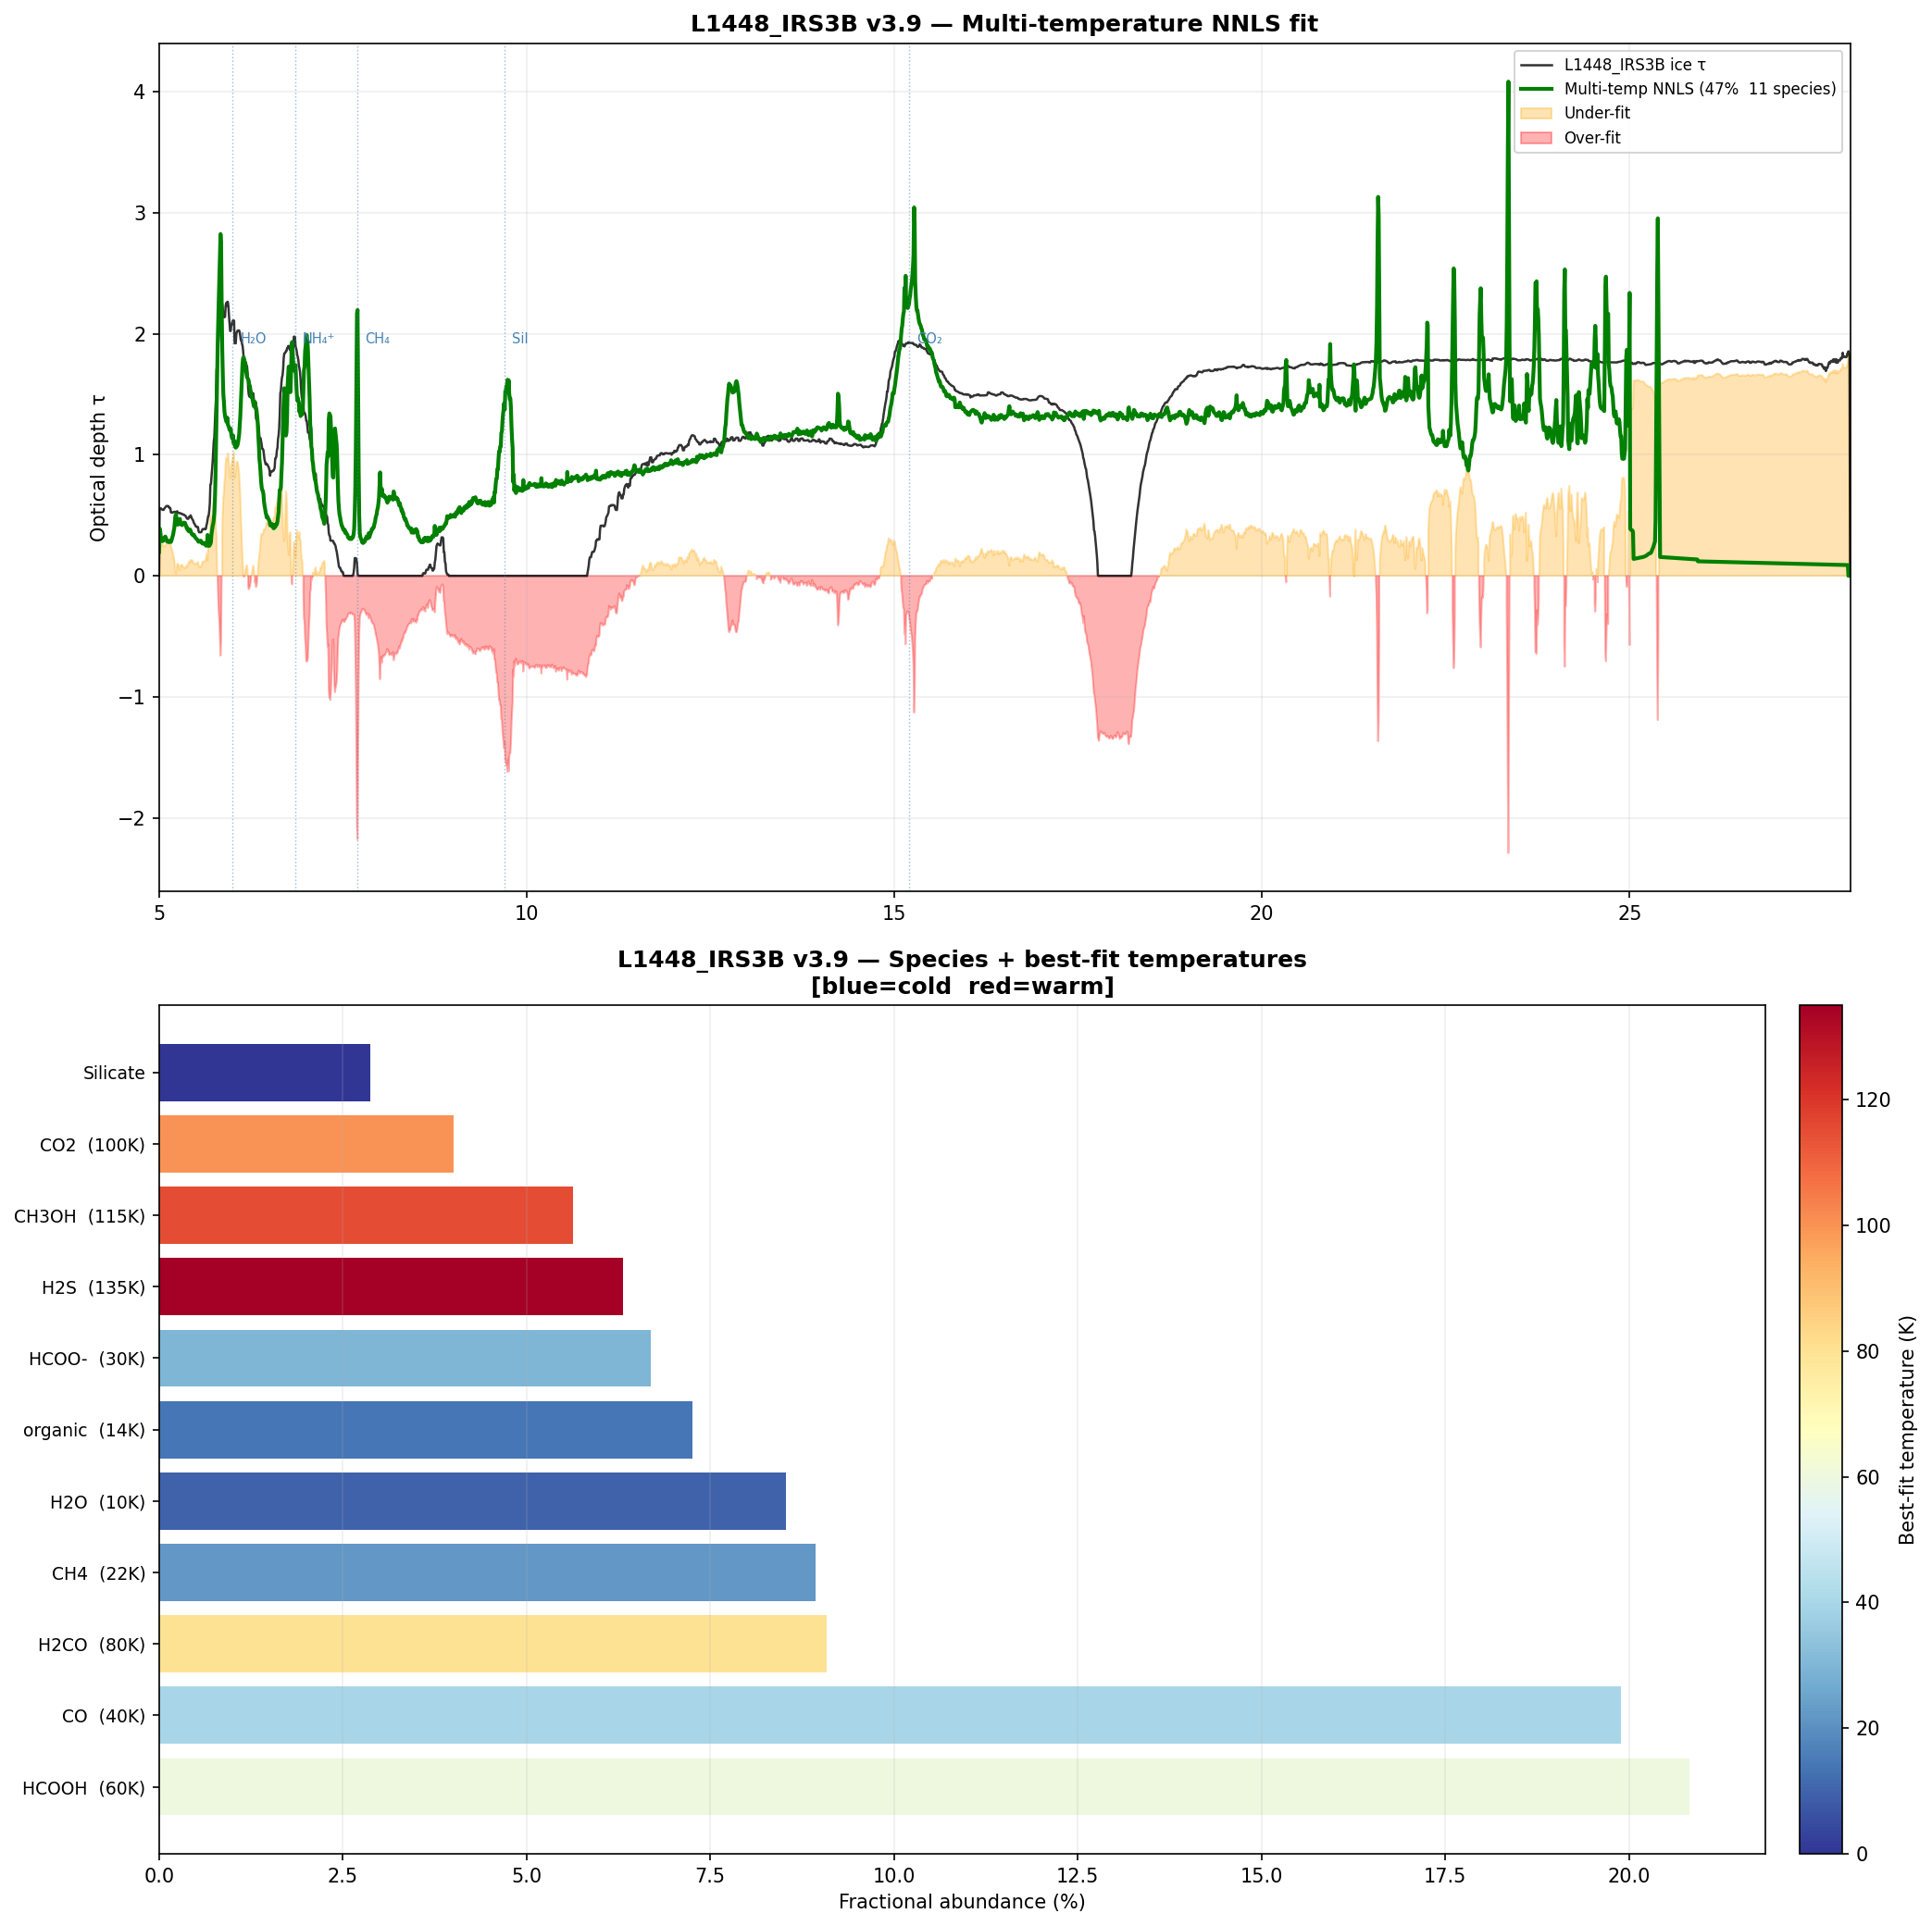 L1448_IRS3B v3.9 — Multi-temperature NNLS fit
L1448_IRS3B ice τ
Multi-temp NNLS (47%  11 species)
Under-fit
Over-fit
Optical depth τ
4
3
2
1
0
−1
−2
H₂O
NH₄⁺
CH₄
Sil
CO₂
5
10
15
20
25
L1448_IRS3B v3.9 — Species + best-fit temperatures
[blue=cold  red=warm]
Silicate
CO2  (100K)
CH3OH  (115K)
H2S  (135K)
HCOO-  (30K)
organic  (14K)
H2O  (10K)
CH4  (22K)
H2CO  (80K)
CO  (40K)
HCOOH  (60K)
0.0
2.5
5.0
7.5
10.0
12.5
15.0
17.5
20.0
Fractional abundance (%)
120
100
80
60
40
20
0
Best-fit temperature (K)